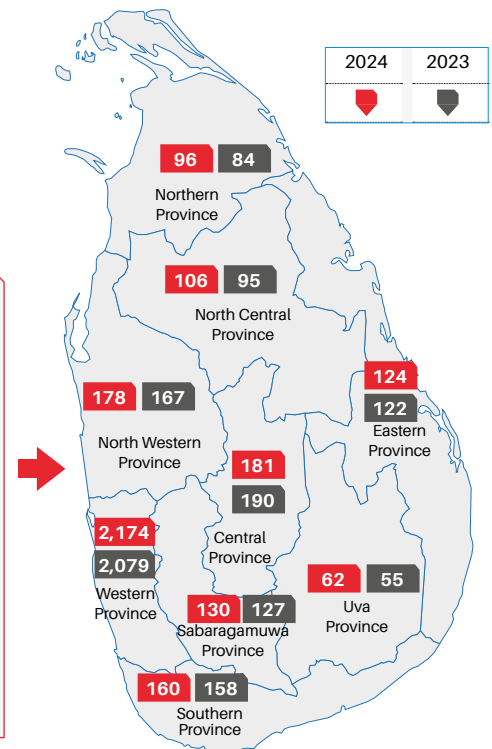 2024 2023
96 84
Northern
Province
106 95
North Central
Province
124
122
Eastern
Province
178 167
North Western
Province
181
190
Central
Province
2,174
2,079
Western
Province
62 55
Uva
Province
130 127
Sabaragamuwa
Province
160 158
Southern
Province